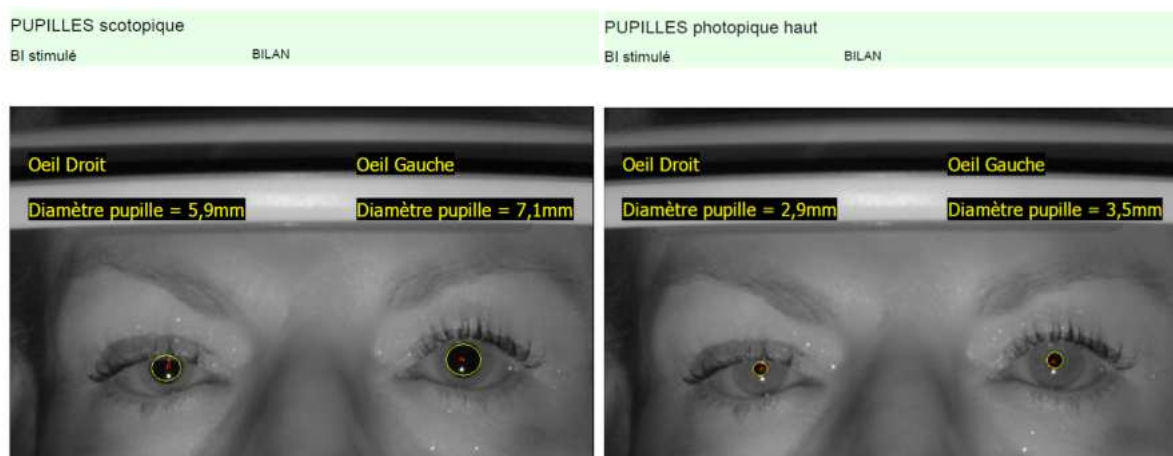 PUPILLES scotopique
BI stimulé BILAN
Oeil Droit Oeil Gauche
Diamètre pupille = 5,9mm Diamètre pupille = 7,1mm
PUPILLES photopique haut
BI stimulé BILAN
Oeil Droit Oeil Gauche
Diamètre pupille = 2,9mm Diamètre pupille = 3,5mm